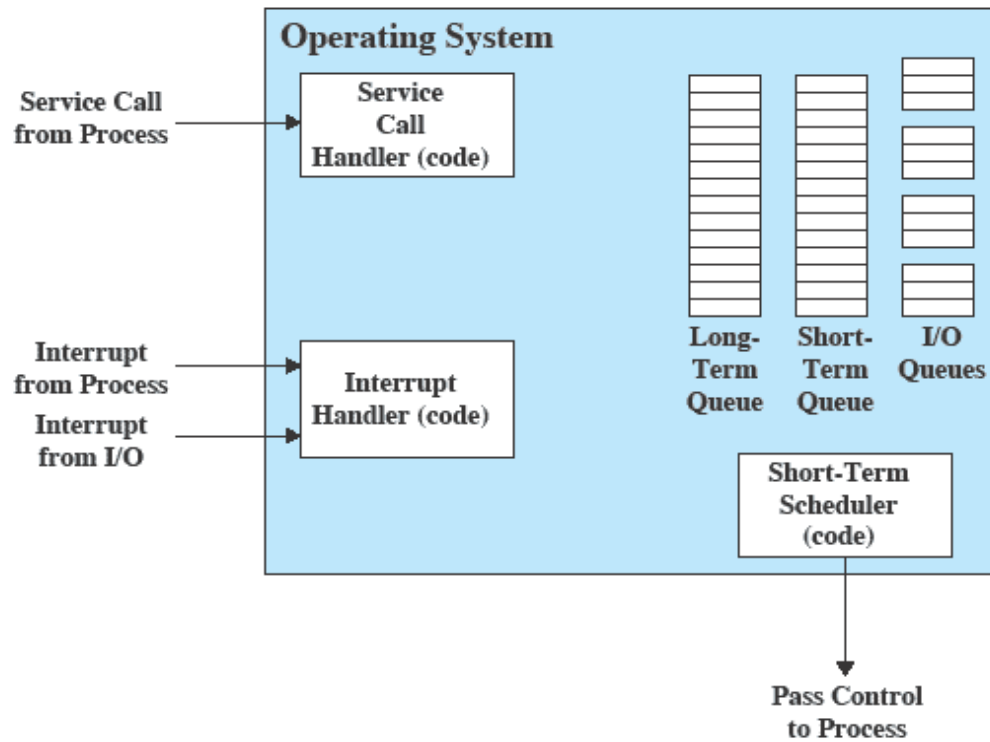 Operating System
Service Call
from Process
Service
Call
Handler (code)
Interrupt
from Process
Interrupt
from I/O
Interrupt
Handler (code)
Long-
Term
Queue
Short-
Term
Queue
I/O
Queues
Short-Term
Scheduler
(code)
Pass Control
to Process